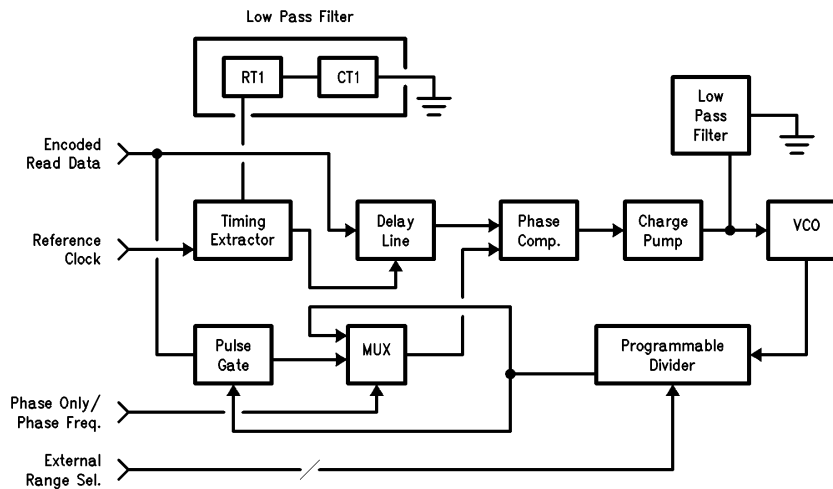 Low Pass Filter
RT1
CT1
Low
Pass
Filter
Encoded
Read Data
Timing
Extractor
Delay
Line
Phase
Comp.
Charge
Pump
VCO
Reference
Clock
Pulse
Gate
MUX
Programmable
Divider
Phase Only/
Phase Freq.
External
Range Sel.